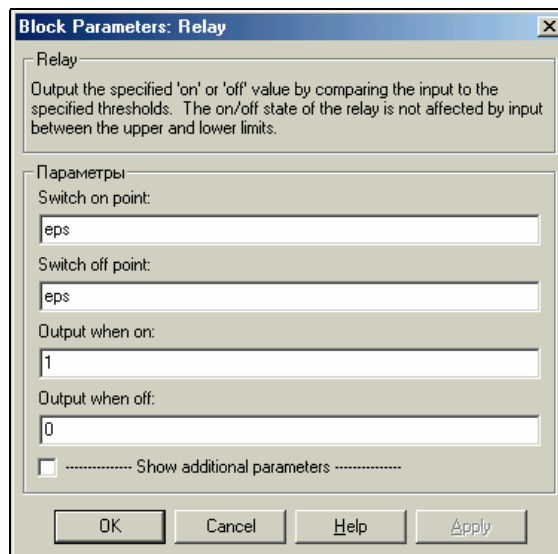 Block Parameters: Relay
Relay
Output the specified 'on' or 'off' value by comparing the input to the
specified thresholds. The on/off state of the relay is not affected by input
between the upper and lower limits.
Параметры
Switch on point:
eps
Switch off point:
eps
Output when on:
1
Output when off:
0
--------------- Show additional parameters ---------------
OK Cancel Help Apply